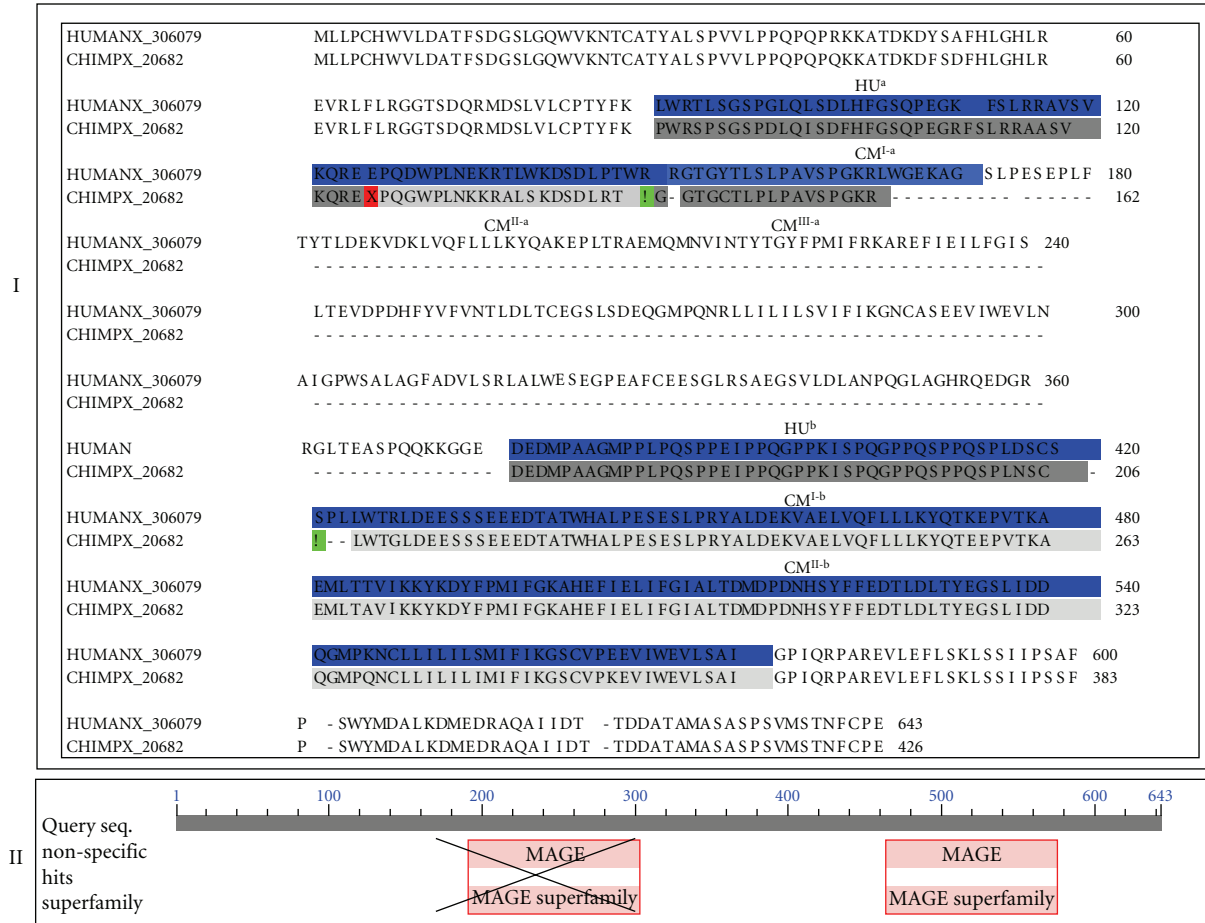 HUMANX_306079 MLLPCHWVLDATFSDGSLGQWVKNTCATYALSPVVLPPQPQPRKKATDKDYSAFHLGHLR 60
CHIMPX_20682 MLLPCHWVLDATFSDGSLGQWVKNTCATYALSPVVLPPQPQPQKKATDKDFSDFHLGHLR 60
HUᵃ
HUMANX_306079 EVRLFLRGGTSDQRMDSLVLCPTYFK LWRTLSGSPGLQLSDLHFGSQPEGK FSLRRAVSV 120
CHIMPX_20682 EVRLFLRGGTSDQRMDSLVLCPTYFK PWRSPSGSPDLQISDFHFGSQPEGRFSLRRAASV 120
CMᴵ⁻ᵃ
HUMANX_306079 KQREEPQDWPLNEKRTLWKDSDLPTWR RGTGYTLSLPAVSPGKRLWGEKAG SLPESEPLF 180
CHIMPX_20682 KQREXPQGWPLNKKRALSKDSDLRT!G-GTGCTLPLPAVSPGKR---------- ------ 162
CMᴵᴵ⁻ᵃ CMᴵᴵᴵ⁻ᵃ
TYTLDEKVDKLVQFLLLKYQAKEPLTRAEMQMNVINTYTGYFPMIFRKAREFIEILFGIS 240
CHIMPX_20682 ------------------------------------------------------------
HUMANX_306079 LTEVDPDHFYVFVNTLDLTCEGSLSDEQGMPQNRLLILILSVIFIKGNCASEEVIWEVLN 300
CHIMPX_20682 ------------------------------------------------------------
HUMANX_306079 AIGPWSALAGFADVLSRLALWESEGPEAFCEESGLRSAEGSVLDLANPQGLAGHRQEDGR 360
CHIMPX_20682 ------------------------------------------------------------
HUᵇ
HUMAN RGLTEASPQQKKGGE DEDMPAAGMPPLPQSPPEIPPQGPPKISPQGPPQSPPQSPLDSCS 420
CHIMPX_20682 --------------- DEDMPAAGMPPLPQSPPEIPPQGPPKISPQGPPQSPPQSPLNSC - 206
CMᴵ⁻ᵇ
HUMANX_306079 SPLLWTRLDEESSSEEEDTATWHALPESESLPRYALDEKVAELVQFLLLKYQTKEPVTKA 480
CHIMPX_20682 !--LWTGLDEESSSEEEDTATWHALPESESLPRYALDEKVAELVQFLLLKYQTEEPVTKA 263
CMᴵᴵ⁻ᵇ
HUMANX_306079 EMLTTVIKKYKDYFPMIFGKAHEFIELIFGIALTDMDPDNHSYFFEDTLDLTYEGSLIDD 540
CHIMPX_20682 EMLTAVIKKYKDYFPMIFGKAHEFIELIFGIALTDMDPDNHSYFFEDTLDLTYEGSLIDD 323
HUMANX_306079 QGMPKNCLLILILSMIFIKGSCVPEEVIWEVLSAI GPIQRPAREVLEFLSKLSSIIPSAF 600
CHIMPX_20682 QGMPQNCLLILILIMIFIKGSCVPKEVIWEVLSAI GPIQRPAREVLEFLSKLSSIIPSSF 383
HUMANX_306079 P -SWYMDALKDMEDRAQAIIDT -TDDATAMASASPSVMSTNFCPE 643
CHIMPX_20682 P -SWYMDALKDMEDRAQAIIDT -TDDATAMASASPSVMSTNFCPE 426
I
1 100 200 300 400 500 600 643
Query seq.
non-specific
hits
superfamily
MAGE MAGE
MAGE superfamily MAGE superfamily
II